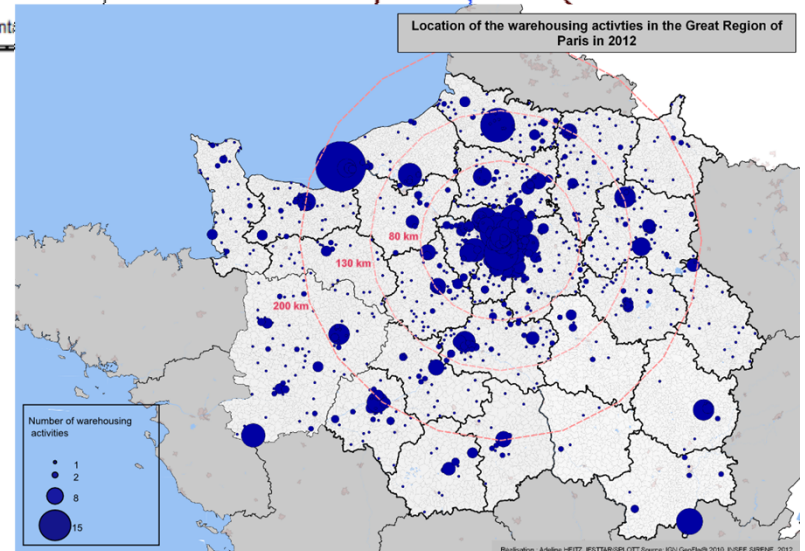 Location of the warehousing activties in the Great Region of
Paris in 2012
80 km
130 km
200 km
Number of warehousing
activities
1
2
8
15